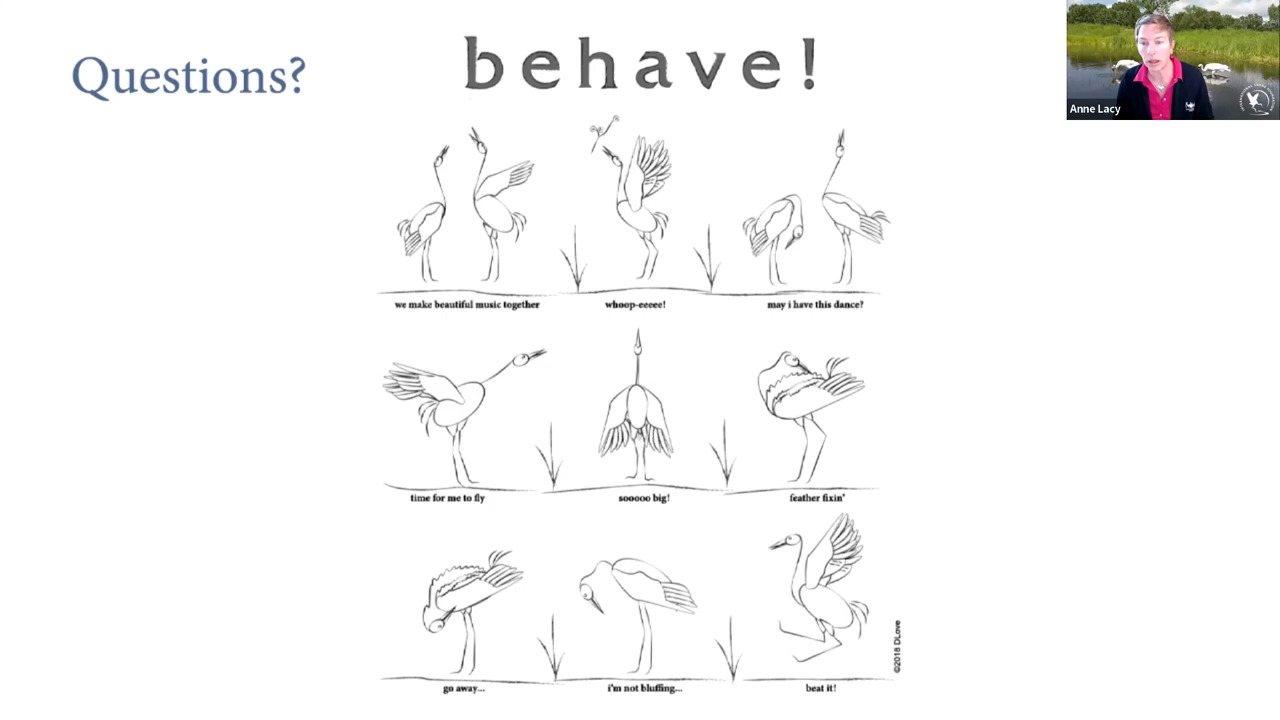 Questions?
behave!
Anne Lacy
we make beautiful music together
whoop-eeeee!
may i have this dance?
time for me to fly
sooooo big!
feather fixin'
go away...
i'm not bluffing...
beat it!
©2018 DLove